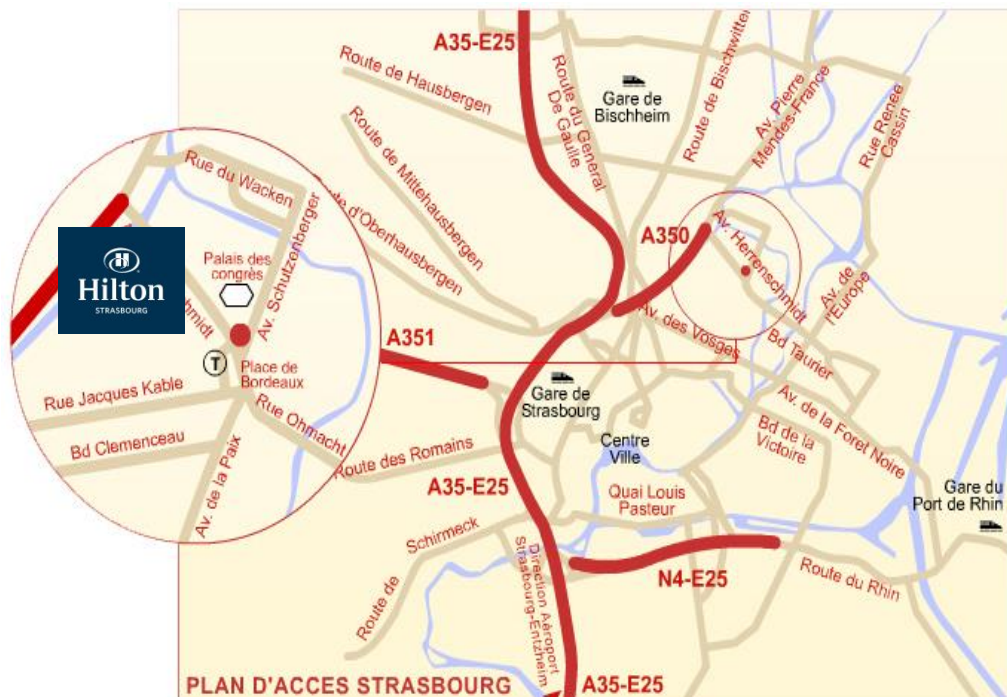 A35-E25
Route de Hausbergen
Route de Mittehausbergen
d'Oberhausbergen
Route du General
De Gaulle
Gare de
Bischheim
Route de Bischwitter
Av. Pierre
Mendes-France
Rue Renée
Cassin
A350
Av. Herrenschmidt
Av. de
l'Europe
Av. des Vosges
Bd Taurier
Rue du Wacken
Hilton
STRASBOURG
Palais des
congrès
Av. Schutzenberger
T
Place de
Bordeaux
Rue Jacques Kable
Bd Clemenceau
Rue Ohmacht
Av. de la Paix
A351
Gare de
Strasbourg
Centre
Ville
Av. de la Foret Noire
Bd de la
Victoire
Route des Romains
A35-E25
Quai Louis
Pasteur
Gare du
Port de Rhin
Route de Schirmeck
Direction Aéroport
Strasbourg-Entzheim
N4-E25
Route du Rhin
PLAN D'ACCES STRASBOURG
A35-E25